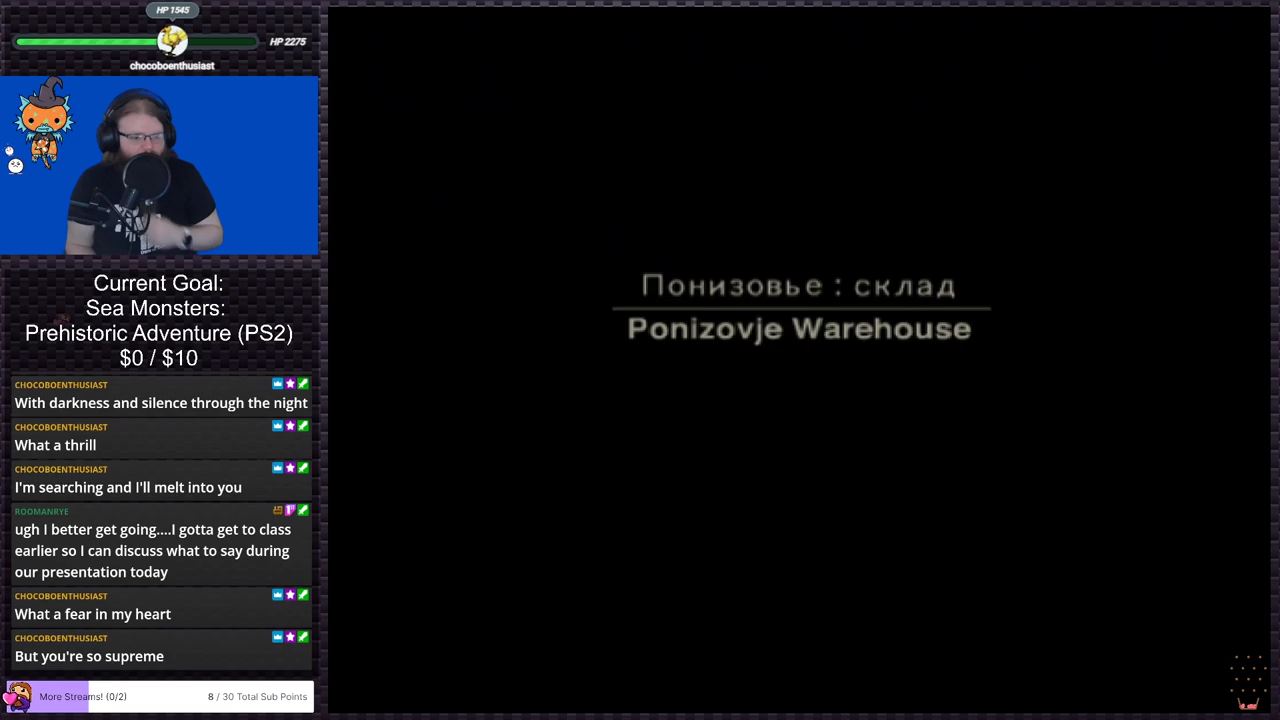 HP 1545
HP 2275
chocoboenthusiast
Current Goal:
Sea Monsters:
Prehistoric Adventure (PS2)
$0 / $10
CHOCOBOENTHUSIAST
With darkness and silence through the night
CHOCOBOENTHUSIAST
What a thrill
CHOCOBOENTHUSIAST
I'm searching and I'll melt into you
ROOMANRYE
ugh I better get going....I gotta get to class
earlier so I can discuss what to say during
our presentation today
CHOCOBOENTHUSIAST
What a fear in my heart
CHOCOBOENTHUSIAST
But you're so supreme
More Streams! (0/2)
8 / 30 Total Sub Points
Понизовье : склад
Ponizovje Warehouse